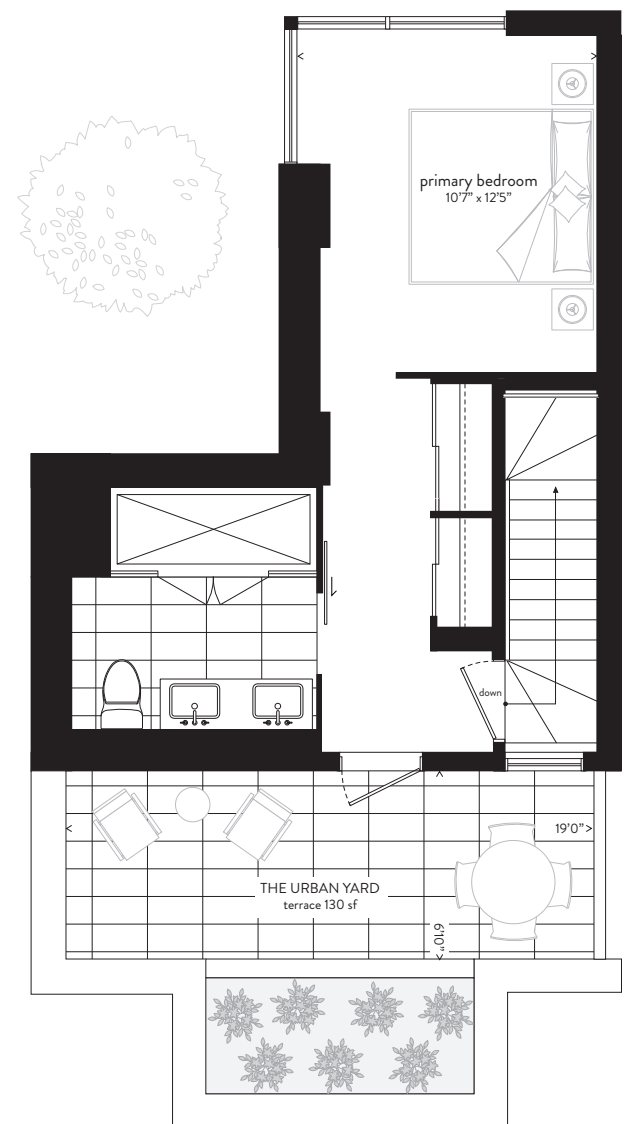 primary bedroom
10’7” x 12’5”
down
19’0”
THE URBAN YARD
terrace 130 sf
6’10”